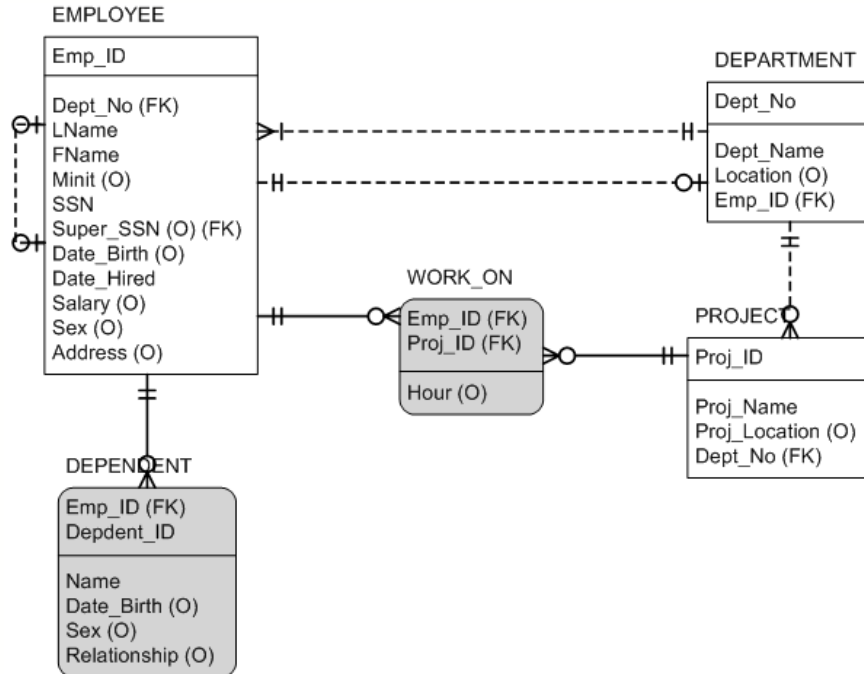 EMPLOYEE
Emp_ID
Dept_No (FK)
LName
FName
Minit (O)
SSN
Super_SSN (O) (FK)
Date_Birth (O)
Date_Hired
Salary (O)
Sex (O)
Address (O)
DEPARTMENT
Dept_No
Dept_Name
Location (O)
Emp_ID (FK)
WORK_ON
Emp_ID (FK)
Proj_ID (FK)
Hour (O)
PROJECT
Proj_ID
Proj_Name
Proj_Location (O)
Dept_No (FK)
DEPENDENT
Emp_ID (FK)
Depdent_ID
Name
Date_Birth (O)
Sex (O)
Relationship (O)